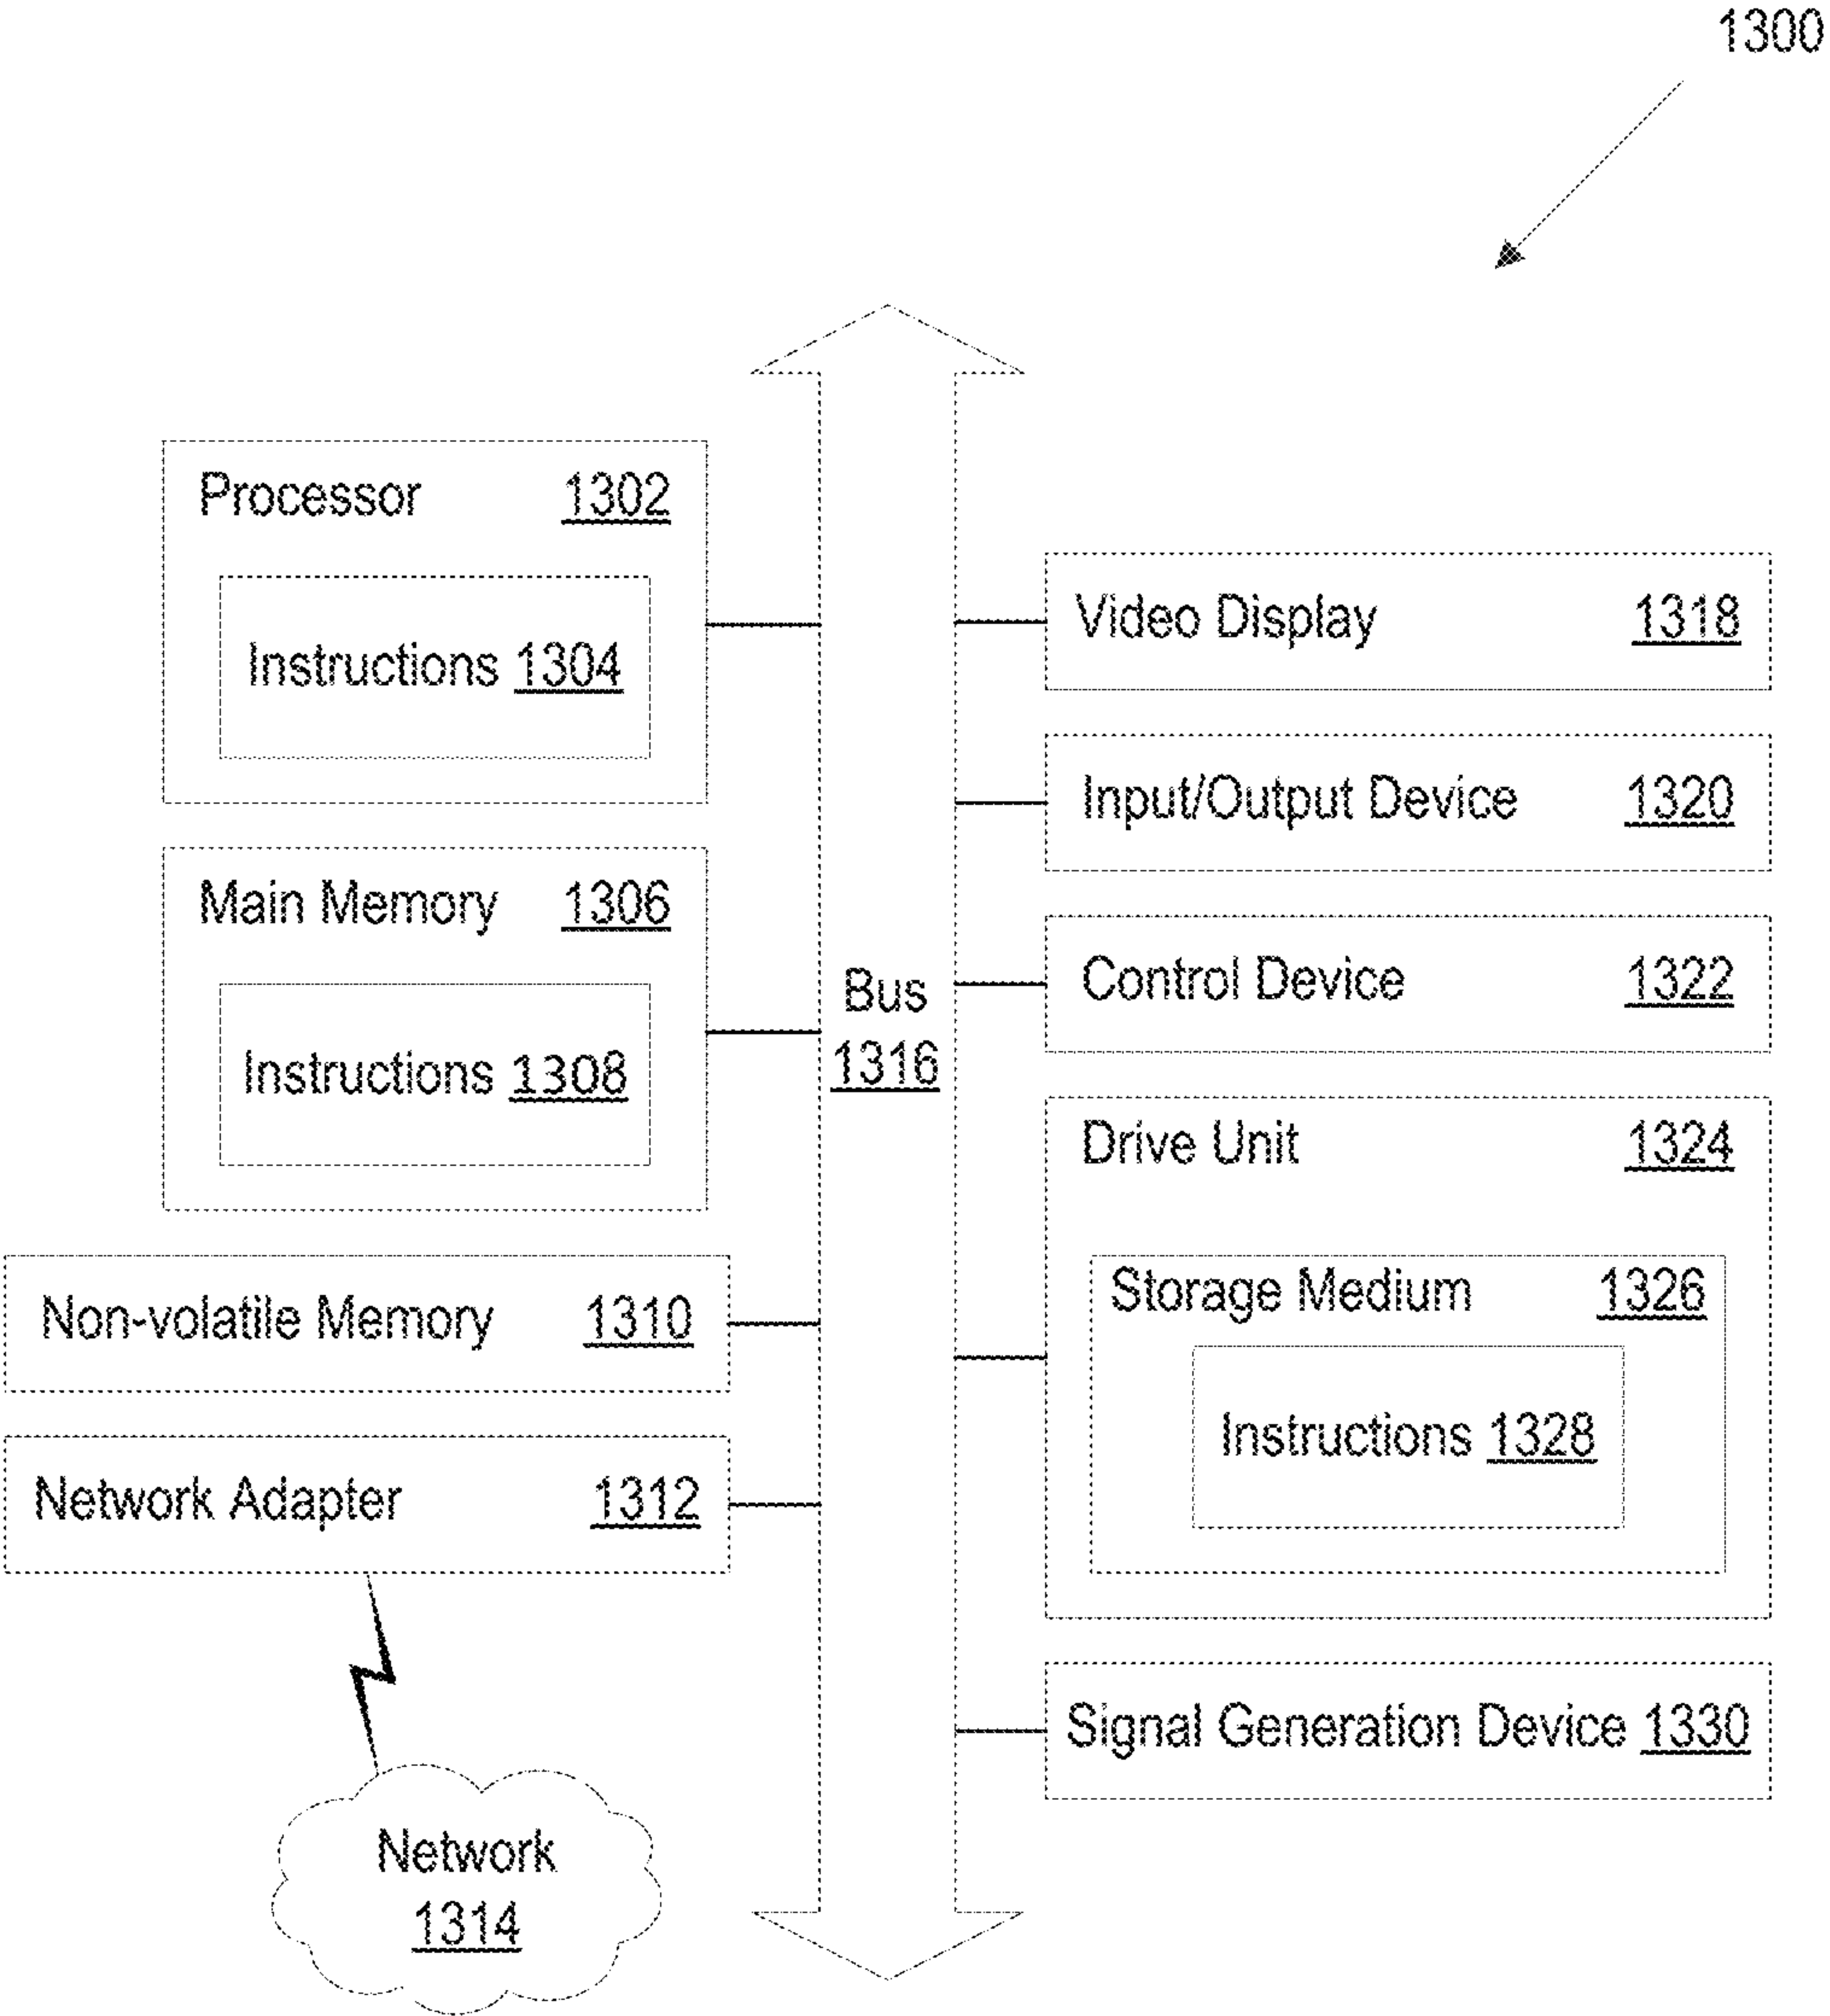 1300
Processor 1302
Instructions 1304
Main Memory 1306
Instructions 1308
Non-volatile Memory 1310
Network Adapter 1312
Network
1314
Bus
1316
Video Display 1318
Input/Output Device 1320
Control Device 1322
Drive Unit 1324
Storage Medium 1326
Instructions 1328
Signal Generation Device 1330